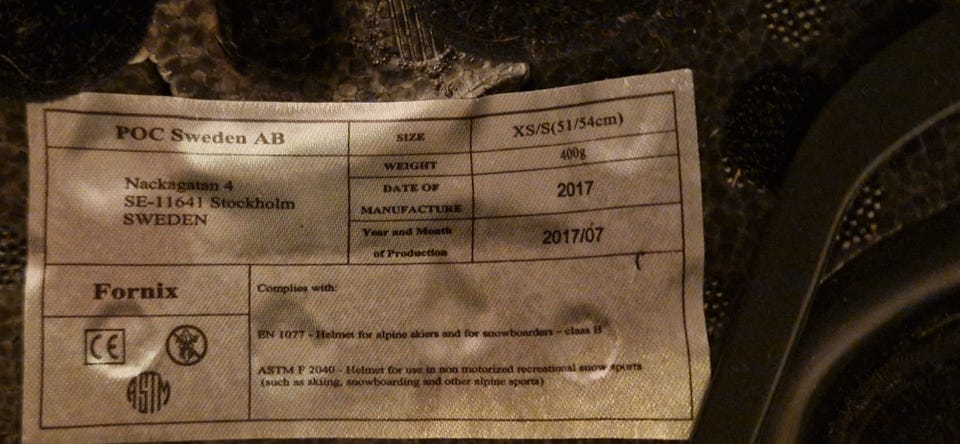 POC Sweden AB
Nackagatan 4
SE-11641 Stockholm
SWEDEN
SIZE
XS/S(51/54cm)
WEIGHT
400g
DATE OF
MANUFACTURE
2017
Year and Month
of Production
2017/07
Fornix
CE
ASTM
Complies with:
EN 1077 - Helmet for alpine skiers and for snowboarders – class B
ASTM F 2040 - Helmet for use in non motorized recreational snow sports
(such as skiing, snowboarding and other alpine sports)